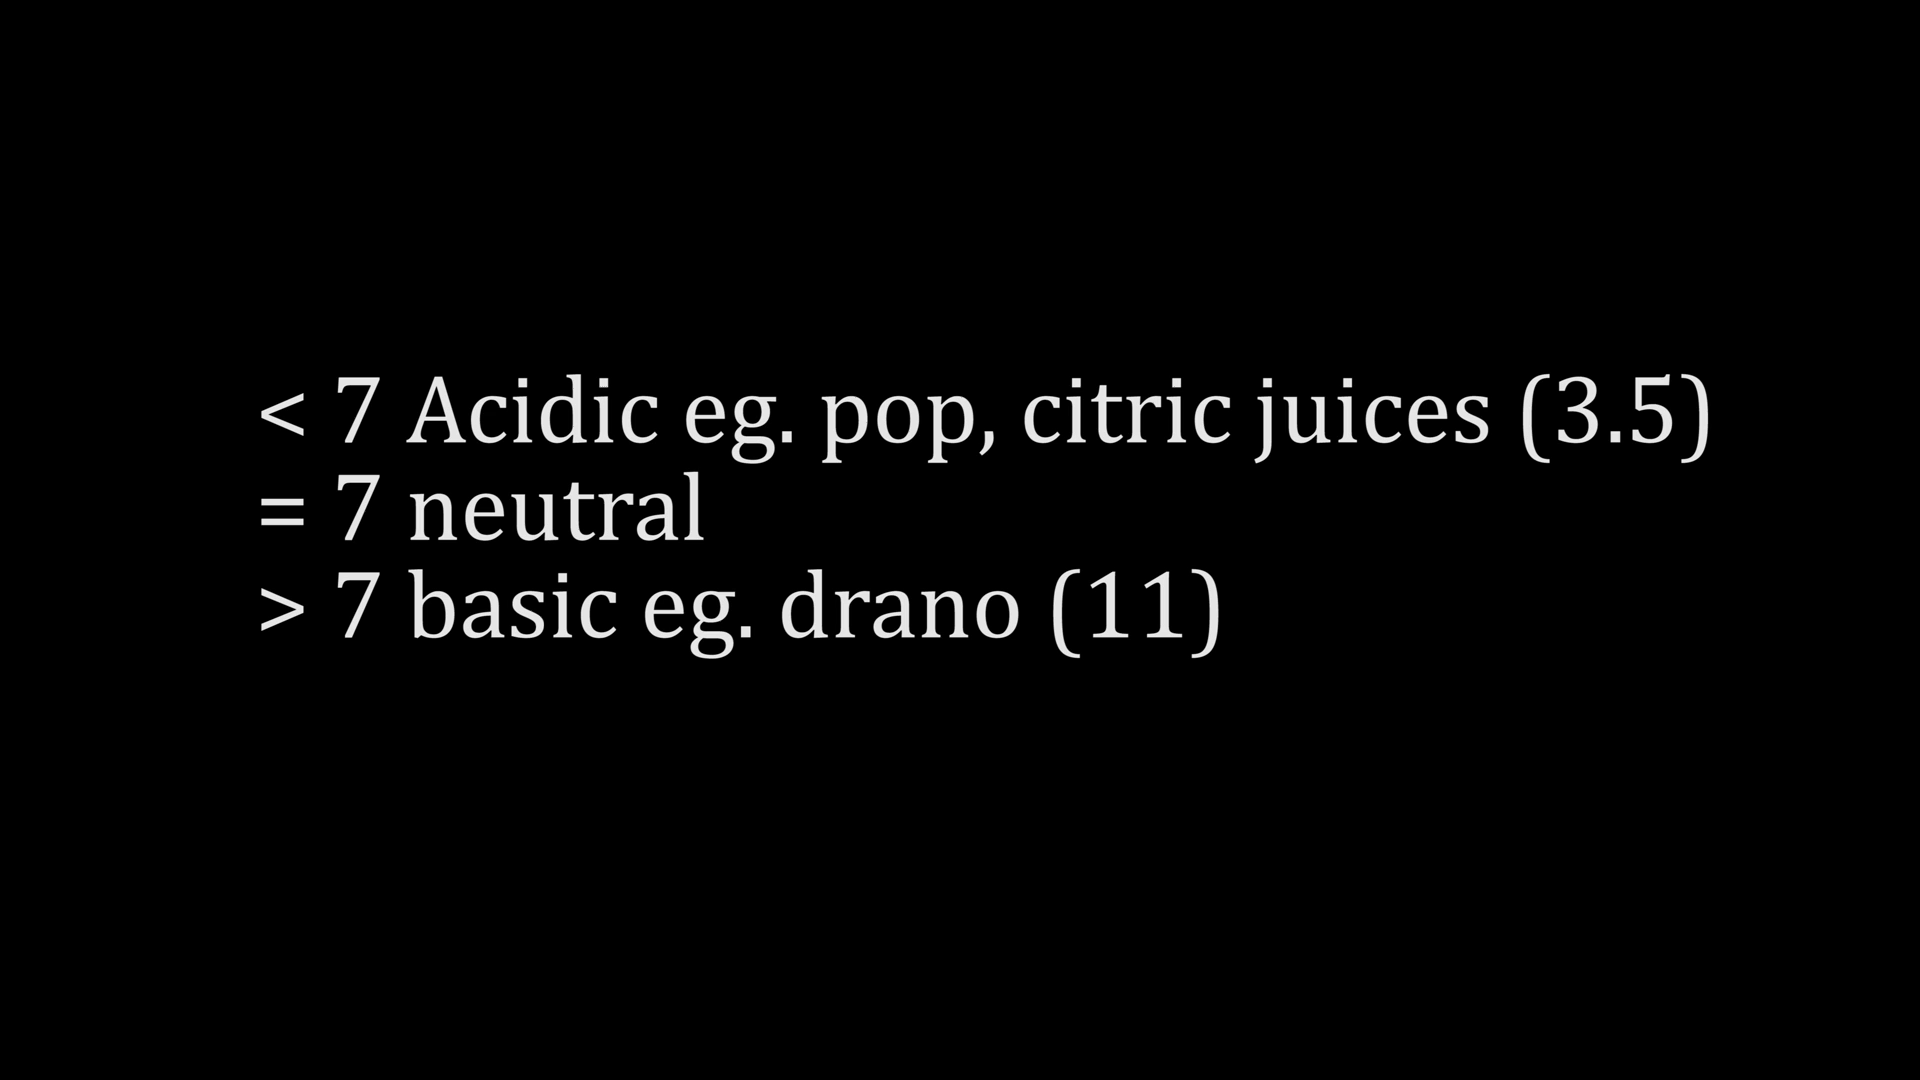 < 7 Acidic eg. pop, citric juices (3.5)
= 7 neutral
> 7 basic eg. drano (11)